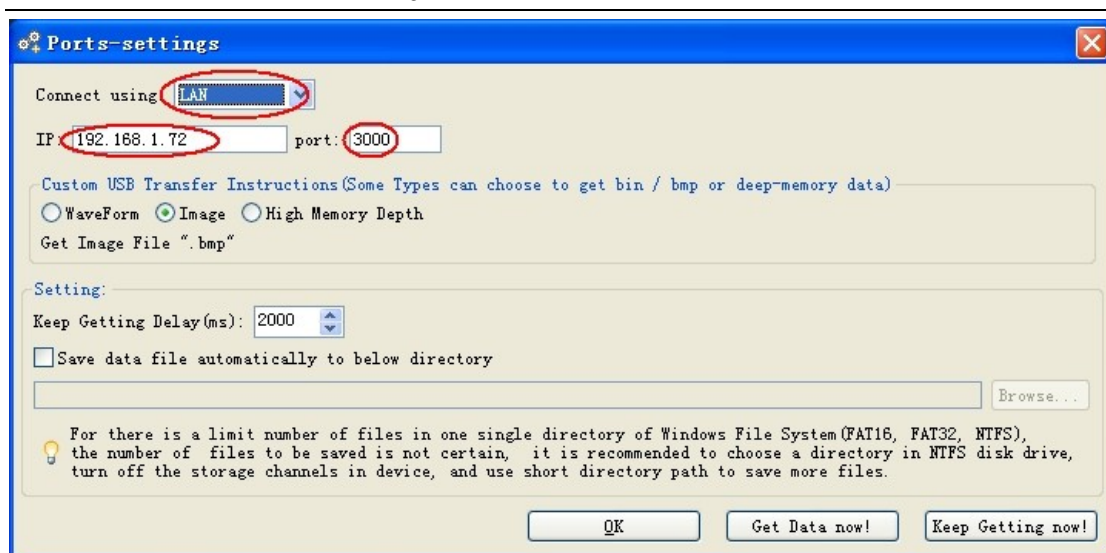 Ports-settings
Connect using LAN
IP: 192.168.1.72 port: 3000
Custom USB Transfer Instructions(Some Types can choose to get bin / bmp or deep-memory data)
WaveForm Image High Memory Depth
Get Image File ".bmp"
Setting:
Keep Getting Delay(ms): 2000
Save data file automatically to below directory
Browse...
For there is a limit number of files in one single directory of Windows File System(FAT16, FAT32, NTFS),
the number of files to be saved is not certain, it is recommended to choose a directory in NTFS disk drive,
turn off the storage channels in device, and use short directory path to save more files.
OK Get Data now! Keep Getting now!